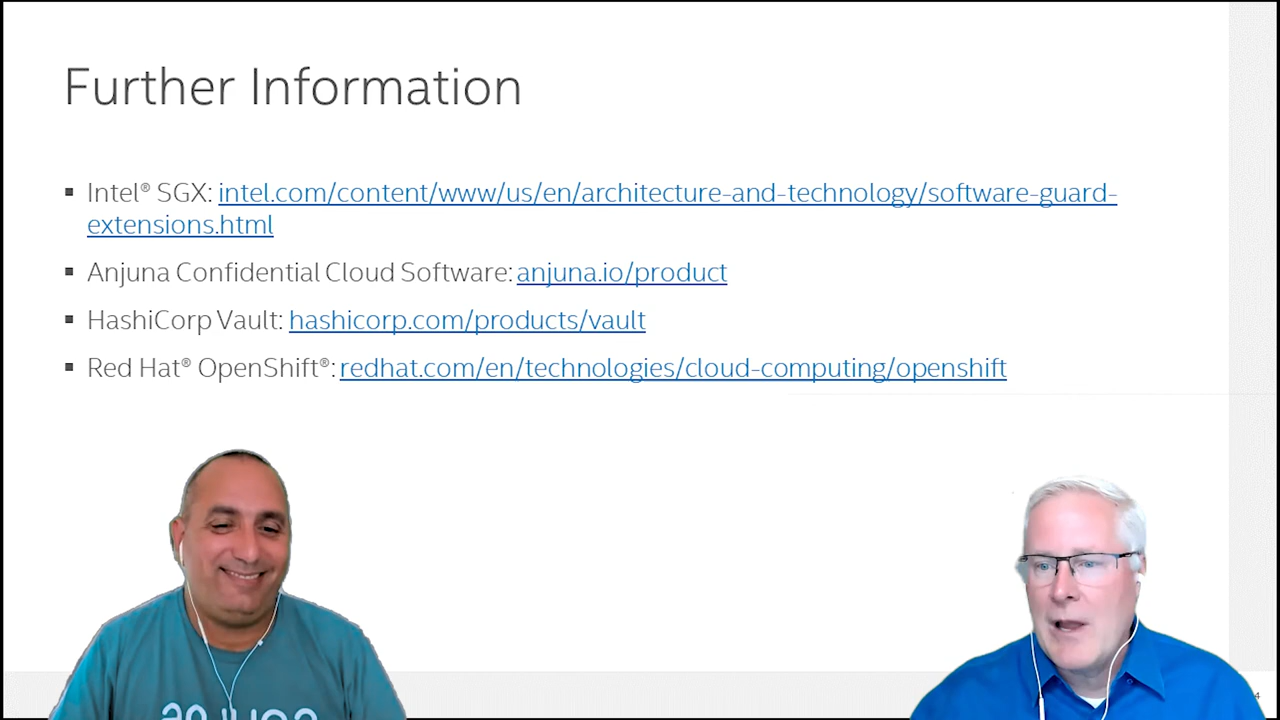 Further Information
▪ Intel® SGX: intel.com/content/www/us/en/architecture-and-technology/software-guard-
extensions.html
▪ Anjuna Confidential Cloud Software: anjuna.io/product
▪ HashiCorp Vault: hashicorp.com/products/vault
▪ Red Hat® OpenShift®: redhat.com/en/technologies/cloud-computing/openshift
anjuna